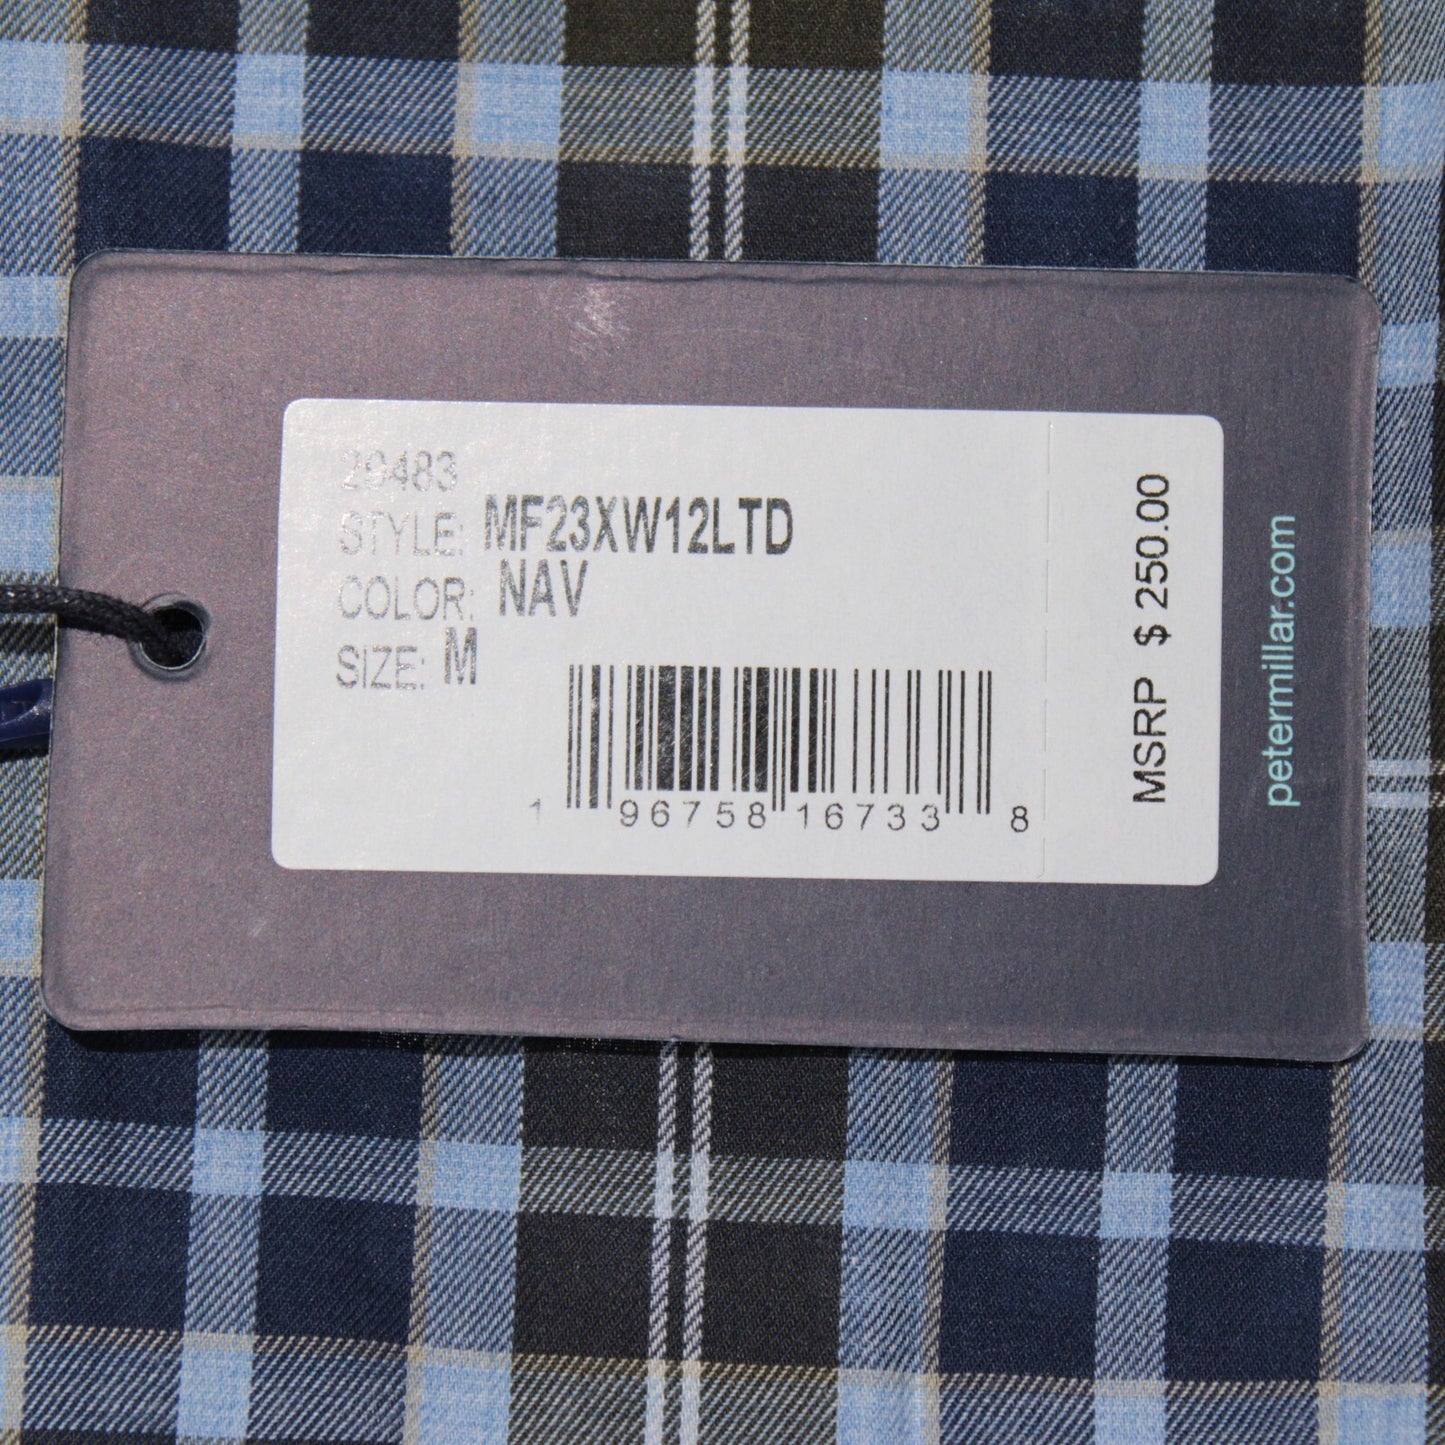 29483
STYLE: MF23XW12LTD
COLOR: NAV
SIZE: M
1 96758 16733 8
MSRP $ 250.00
petermillar.com